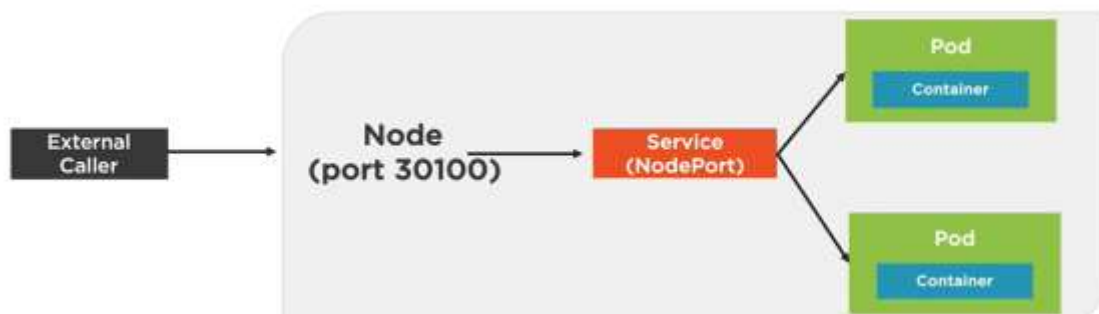 External
Caller
Node
(port 30100)
Service
(NodePort)
Pod
Container
Pod
Container